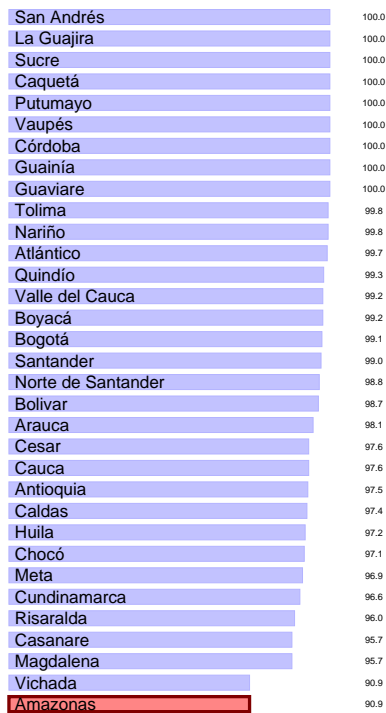 San Andrés 100.0
La Guajira 100.0
Sucre 100.0
Caquetá 100.0
Putumayo 100.0
Vaupés 100.0
Córdoba 100.0
Guainía 100.0
Guaviare 100.0
Tolima 99.8
Nariño 99.8
Atlántico 99.7
Quindío 99.3
Valle del Cauca 99.2
Boyacá 99.2
Bogotá 99.1
Santander 99.0
Norte de Santander 98.8
Bolivar 98.7
Arauca 98.1
Cesar 97.6
Cauca 97.6
Antioquia 97.5
Caldas 97.4
Huila 97.2
Chocó 97.1
Meta 96.9
Cundinamarca 96.6
Risaralda 96.0
Casanare 95.7
Magdalena 95.7
Vichada 90.9
Amazonas 90.9